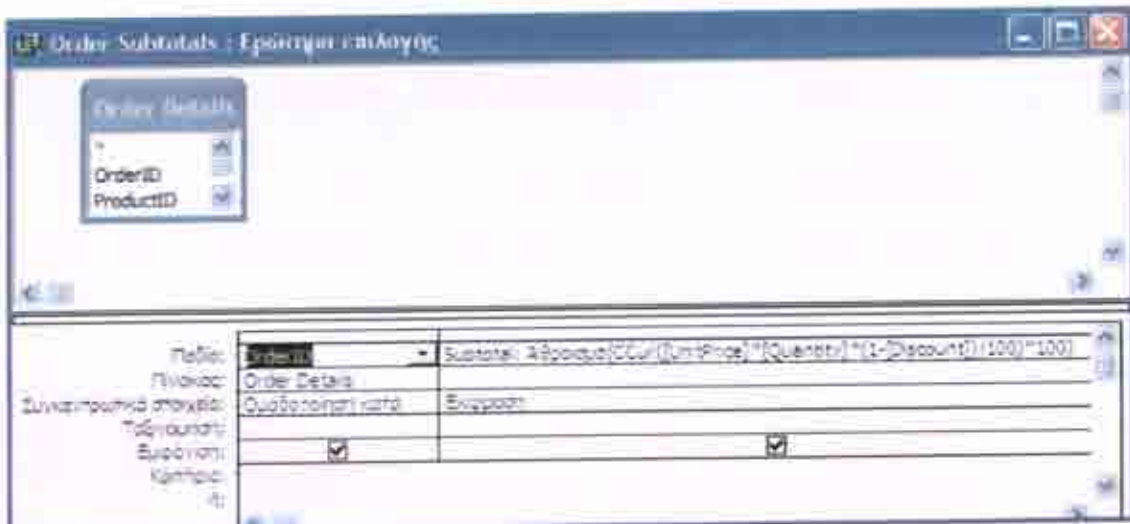 Order Subtotals : Ερώτημα επιλογής
Order Details
*
OrderID
ProductID
Πεδίο: OrderID Subtotal: Άθροισμα(CCur([UnitPrice]*[Quantity]*(1-[Discount])/100)*100)
Πίνακας: Order Details
Συγκεντρωτικά στοιχεία: Ομαδοποίηση κατά Έκφραση
Ταξινόμηση:
Εμφάνιση:
Κριτήρια:
ή: